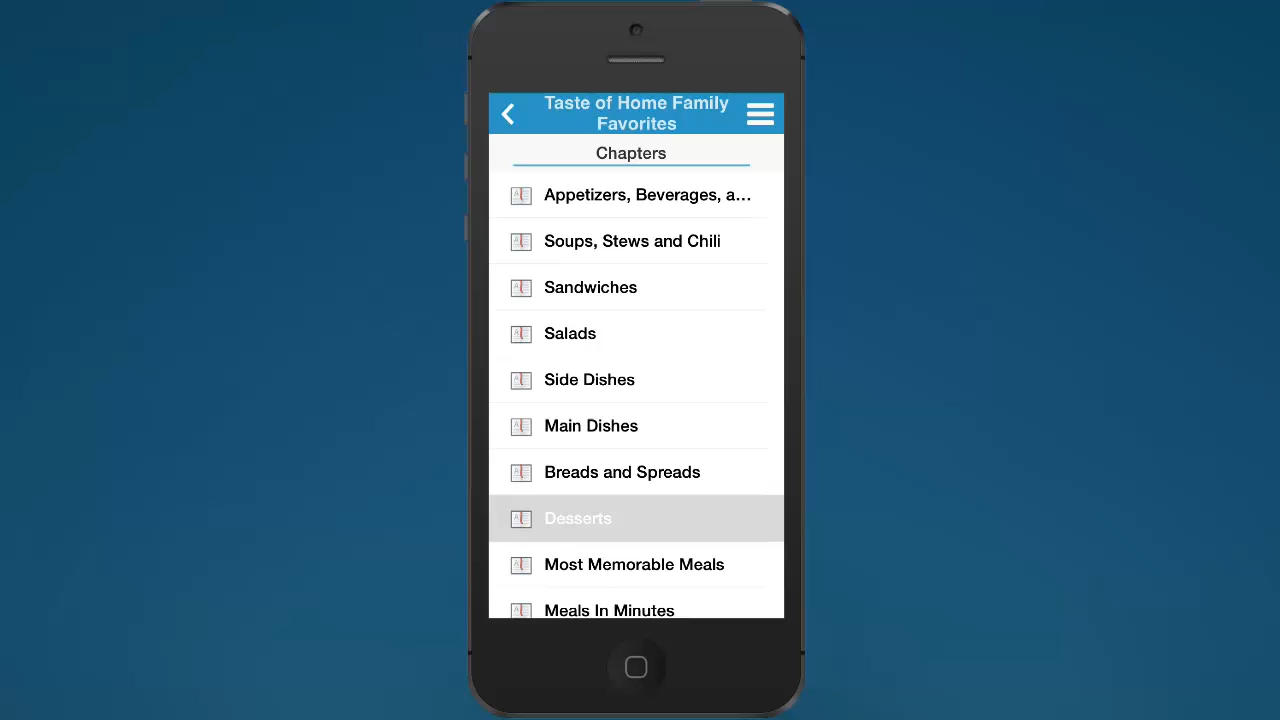 Taste of Home Family
Favorites
Chapters
Appetizers, Beverages, a...
Soups, Stews and Chili
Sandwiches
Salads
Side Dishes
Main Dishes
Breads and Spreads
Desserts
Most Memorable Meals
Meals In Minutes